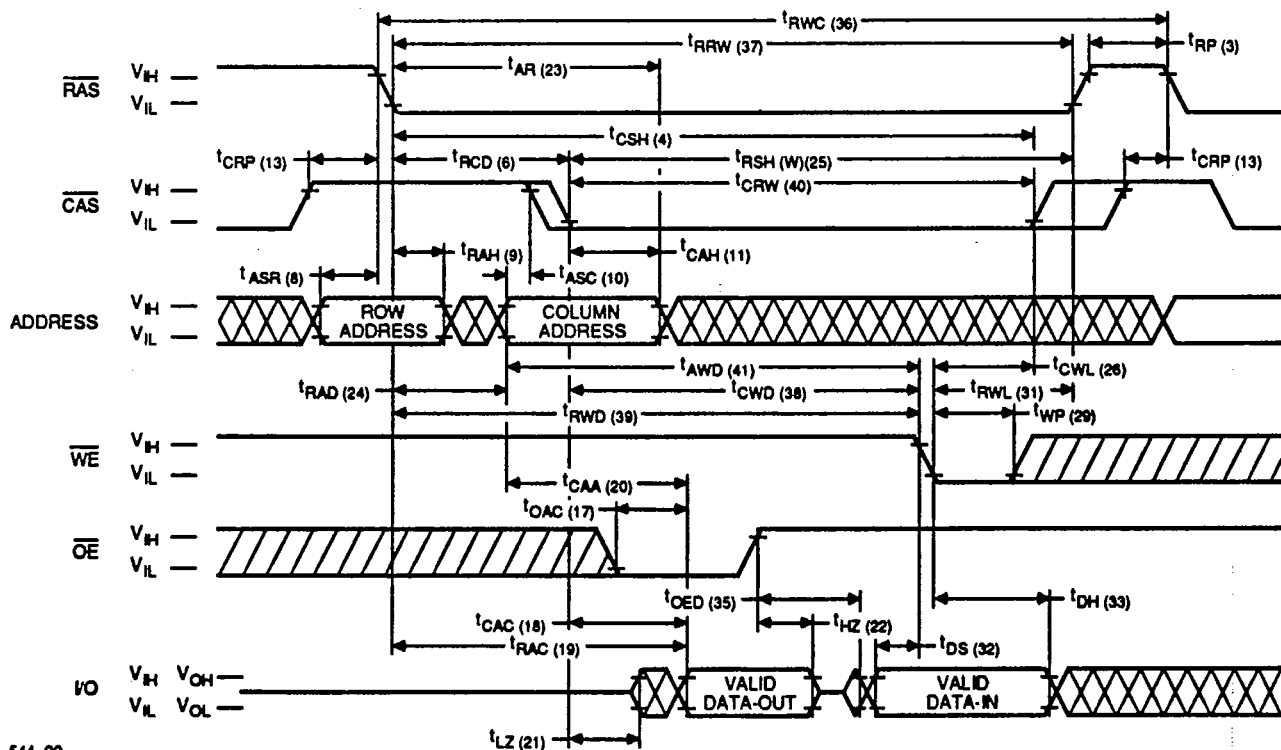 tRWC (36)
tRRW (37)
tRP (3)
tAR (23)
RAS VIH
VIL
tCSH (4)
tCRP (13) tRCD (6) tRSH (W)(25) tCRP (13)
tCRW (40)
CAS VIH
VIL
tRAH (9) tCAH (11)
tASR (8) tASC (10)
ADDRESS VIH
VIL
ROW
ADDRESS
COLUMN
ADDRESS
tAWD (41) tCWL (26)
tRAD (24) tCWD (38) tRWL (31)
tRWD (39) tWP (29)
WE VIH
VIL
tCAA (20)
tOAC (17)
OE VIH
VIL
tOED (35) tDH (33)
tCAC (18) tHZ (22)
tRAC (19) tDS (32)
I/O VIH VOH
VIL VOL
VALID
DATA-OUT
VALID
DATA-IN
tLZ (21)